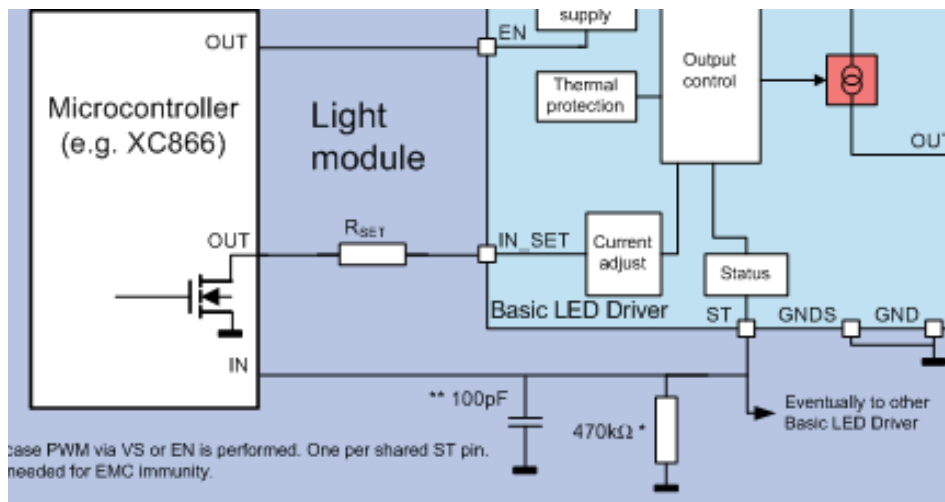 supply
OUT
EN
Output
control
Microcontroller
(e.g. XC866)
Light
module
Thermal
protection
OUT
OUT
RSET
IN_SET
Current
adjust
Status
Basic LED Driver
ST
GNDS
GND
IN
** 100pF
470kΩ *
Eventually to other
Basic LED Driver
case PWM via VS or EN is performed. One per shared ST pin.
needed for EMC immunity.